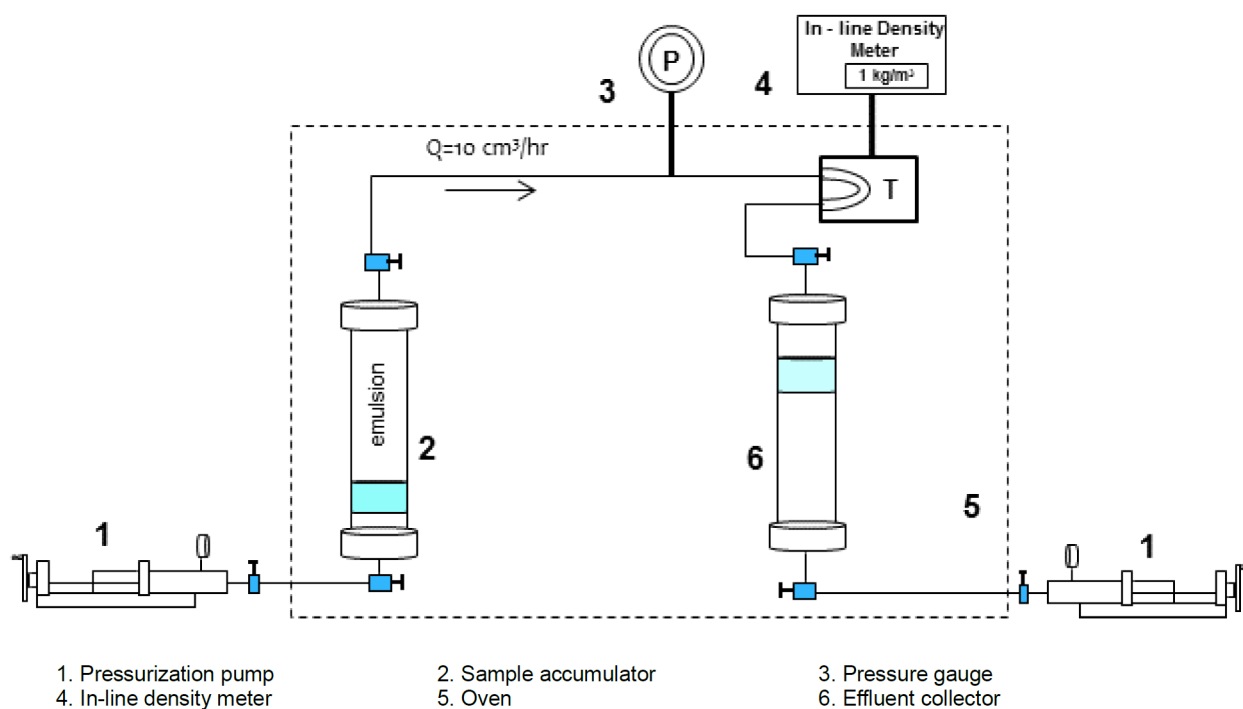 In - line Density
Meter
1 kg/m³
P
3
4
Q=10 cm³/hr
T
emulsion
2
6
5
1
1
1. Pressurization pump 2. Sample accumulator 3. Pressure gauge
4. In-line density meter 5. Oven 6. Effluent collector